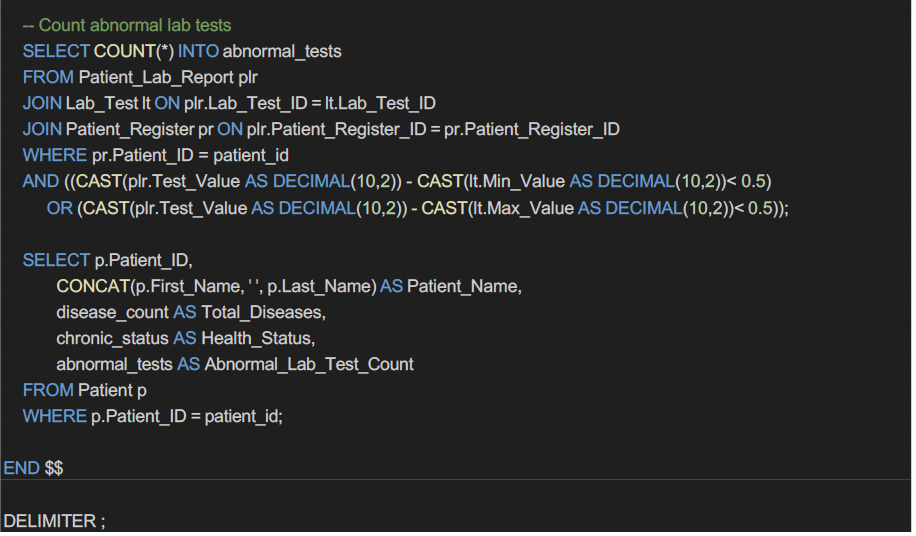 -- Count abnormal lab tests
SELECT COUNT(*) INTO abnormal_tests
FROM Patient_Lab_Report plr
JOIN Lab_Test lt ON plr.Lab_Test_ID = lt.Lab_Test_ID
JOIN Patient_Register pr ON plr.Patient_Register_ID = pr.Patient_Register_ID
WHERE pr.Patient_ID = patient_id
AND ((CAST(plr.Test_Value AS DECIMAL(10,2)) - CAST(lt.Min_Value AS DECIMAL(10,2))< 0.5)
OR (CAST(plr.Test_Value AS DECIMAL(10,2)) - CAST(lt.Max_Value AS DECIMAL(10,2))< 0.5));
SELECT p.Patient_ID,
CONCAT(p.First_Name, ' ', p.Last_Name) AS Patient_Name,
disease_count AS Total_Diseases,
chronic_status AS Health_Status,
abnormal_tests AS Abnormal_Lab_Test_Count
FROM Patient p
WHERE p.Patient_ID = patient_id;
END $$
DELIMITER ;